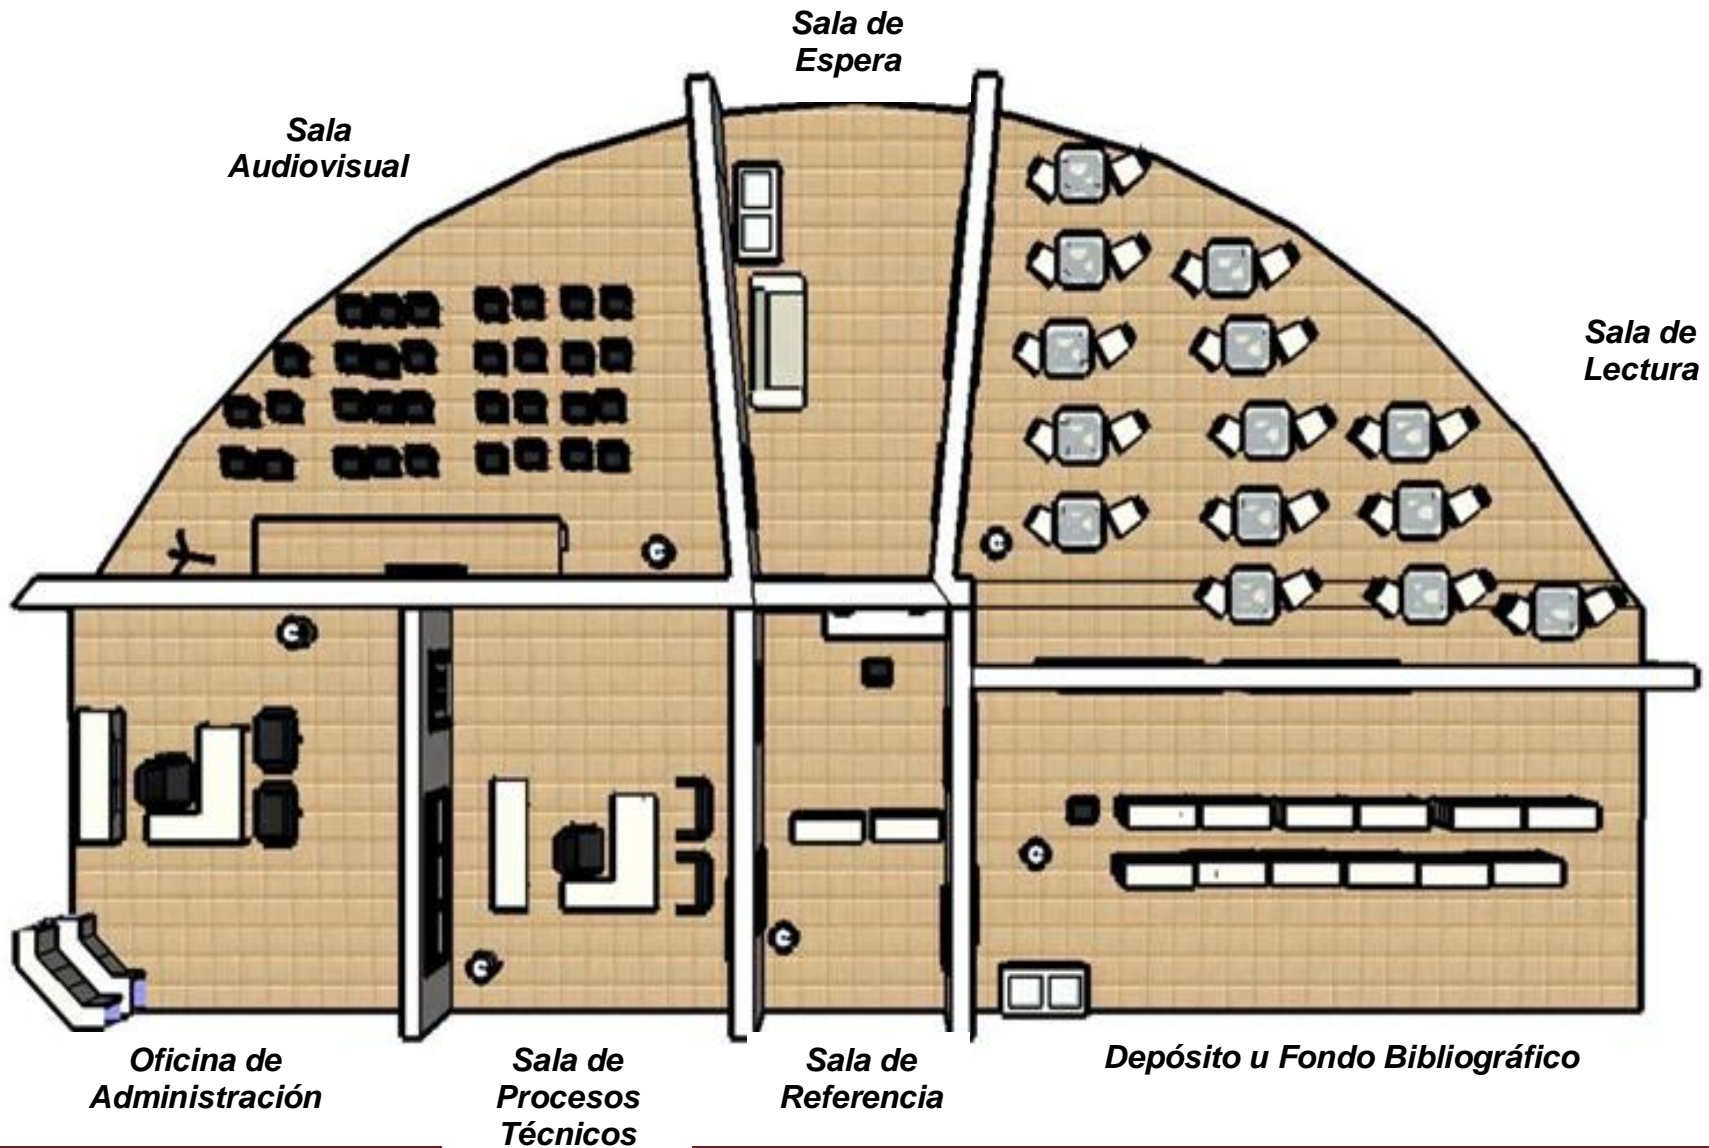 Sala de
Espera
Sala
Audiovisual
Sala de
Lectura
Oficina de
Administración
Sala de
Procesos
Técnicos
Sala de
Referencia
Depósito u Fondo Bibliográfico